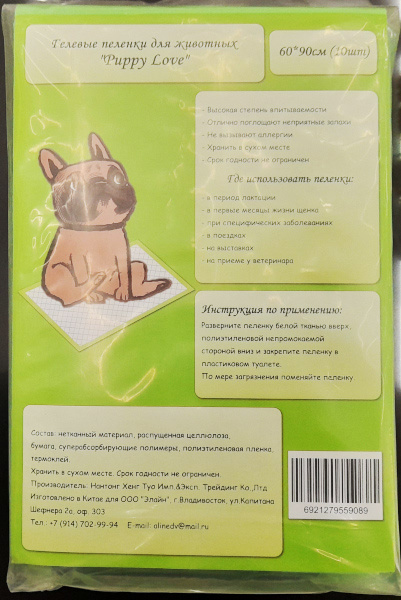 Гелевые пеленки для животных
"Puppy Love"
60*90см (10шт)
- Высокая степень впитываемости
- Отлично поглощают неприятные запахи
- Не вызывают аллергии
- Хранить в сухом месте
- Срок годности не ограничен
Где использовать пеленки:
- в период лактации
- в первые месяцы жизни щенка
- при специфических заболеваниях
- в поездках
- на выставках
- на приеме у ветеринара
Инструкция по применению:
Разверните пеленку белой тканью вверх,
полиэтиленовой непромокаемой
стороной вниз и закрепите пеленку в
пластиковом туалете.
По мере загрязнения поменяйте пеленку
Состав: нетканный материал, распущенная целлюлоза,
бумага, суперабсорбирующие полимеры, полиэтиленовая пленка,
термоклей.
Хранить в сухом месте. Срок годности не ограничен.
Производитель: Нантонг Хенг Туо Имп.&Эксп. Трейдинг Ко.,Лтд
Изготовлено в Китае для ООО "Элайн", г.Владивосток, ул.Капитана
Шефнера 2а, оф. 303
Тел.: +7 (914) 702-99-94 E-mail: alinedv@mail.ru
6921279559089